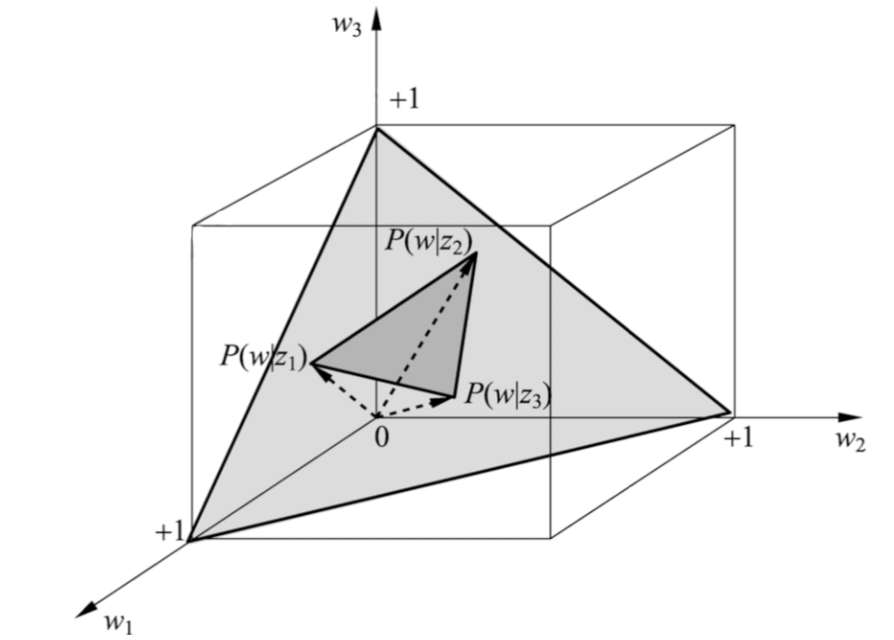 w₃
+1
P(w|z₂)
P(w|z₁)
P(w|z₃)
0
+1
w₂
+1
w₁